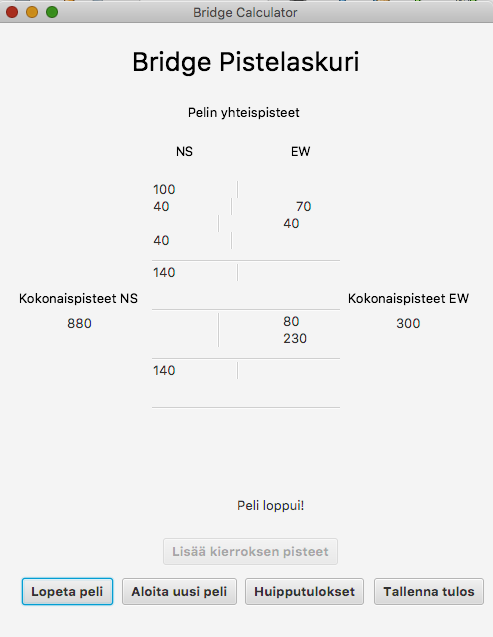 Bridge Calculator
Bridge Pistelaskuri
Pelin yhteispisteet
NS EW
100
40 70
40
40
140
Kokonaispisteet NS Kokonaispisteet EW
880 300
80
230
140
Peli loppui!
Lisää kierroksen pisteet
Lopeta peli Aloita uusi peli Huipputulokset Tallenna tulos